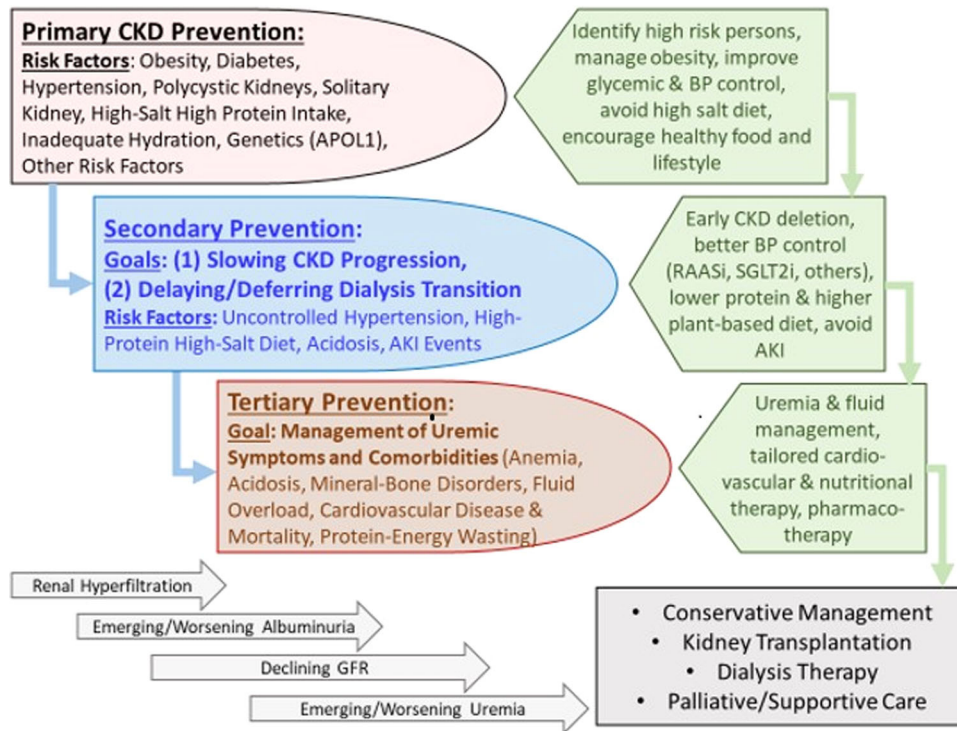 Primary CKD Prevention:
Risk Factors: Obesity, Diabetes,
Hypertension, Polycystic Kidneys, Solitary
Kidney, High-Salt High Protein Intake,
Inadequate Hydration, Genetics (APOL1),
Other Risk Factors
Identify high risk persons,
manage obesity, improve
glycemic & BP control,
avoid high salt diet,
encourage healthy food and
lifestyle
Secondary Prevention:
Goals: (1) Slowing CKD Progression,
(2) Delaying/Deferring Dialysis Transition
Risk Factors: Uncontrolled Hypertension, High-
Protein High-Salt Diet, Acidosis, AKI Events
Early CKD deletion,
better BP control
(RAASi, SGLT2i, others),
lower protein & higher
plant-based diet, avoid
AKI
Tertiary Prevention:
Goal: Management of Uremic
Symptoms and Comorbidities (Anemia,
Acidosis, Mineral-Bone Disorders, Fluid
Overload, Cardiovascular Disease &
Mortality, Protein-Energy Wasting)
Uremia & fluid
management,
tailored cardio-
vascular & nutritional
therapy, pharmaco-
therapy
Renal Hyperfiltration
Emerging/Worsening Albuminuria
Declining GFR
Emerging/Worsening Uremia
• Conservative Management
• Kidney Transplantation
• Dialysis Therapy
• Palliative/Supportive Care